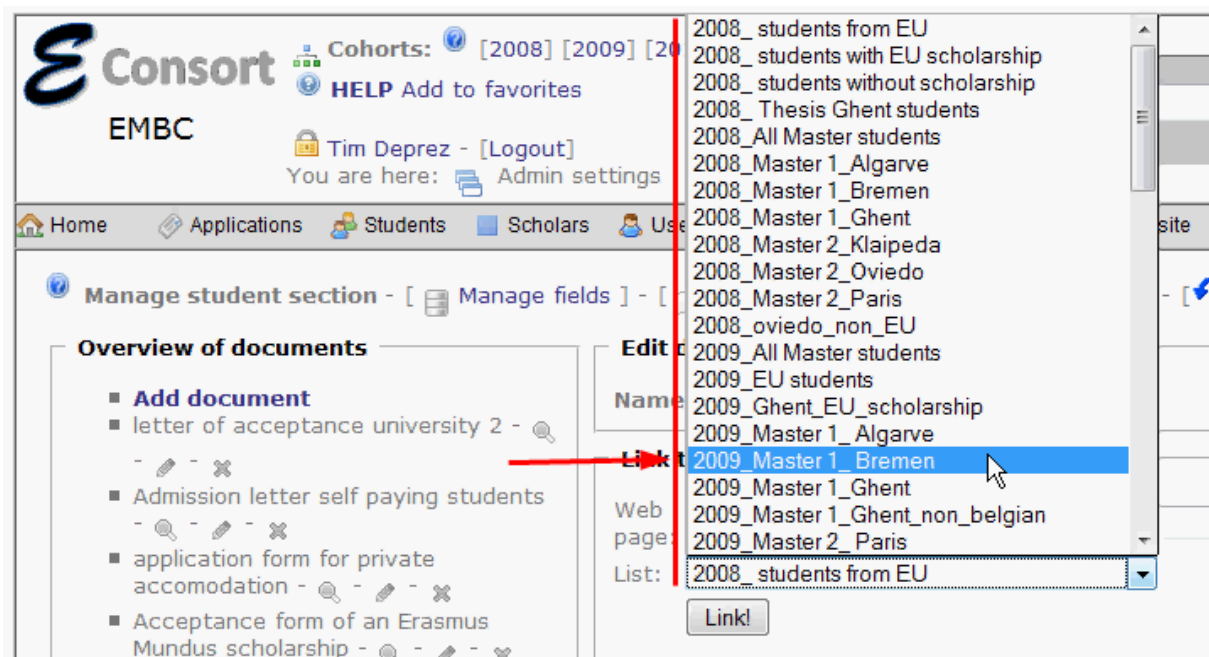 E Consort
EMBC
Cohorts: [2008] [2009] [20
HELP Add to favorites
Tim Deprez - [Logout]
You are here: Admin settings
Home Applications Students Scholars Use site
Manage student section - [ Manage fields ] - [ - [
Overview of documents
Add document
letter of acceptance university 2 -
- -
Admission letter self paying students
- - -
application form for private
accomodation - - -
Acceptance form of an Erasmus
Mundus scholarship - - -
Edit d
Name
Link t
Web
page:
List:
2008_ students from EU
2008_ students with EU scholarship
2008_ students without scholarship
2008_ Thesis Ghent students
2008_All Master students
2008_Master 1_Algarve
2008_Master 1_Bremen
2008_Master 1_Ghent
2008_Master 2_Klaipeda
2008_Master 2_Oviedo
2008_Master 2_Paris
2008_oviedo_non_EU
2009_All Master students
2009_EU students
2009_Ghent_EU_scholarship
2009_Master 1_ Algarve
2009_Master 1_ Bremen
2009_Master 1_Ghent
2009_Master 1_Ghent_non_belgian
2009_Master 2_ Paris
2008_ students from EU
Link!